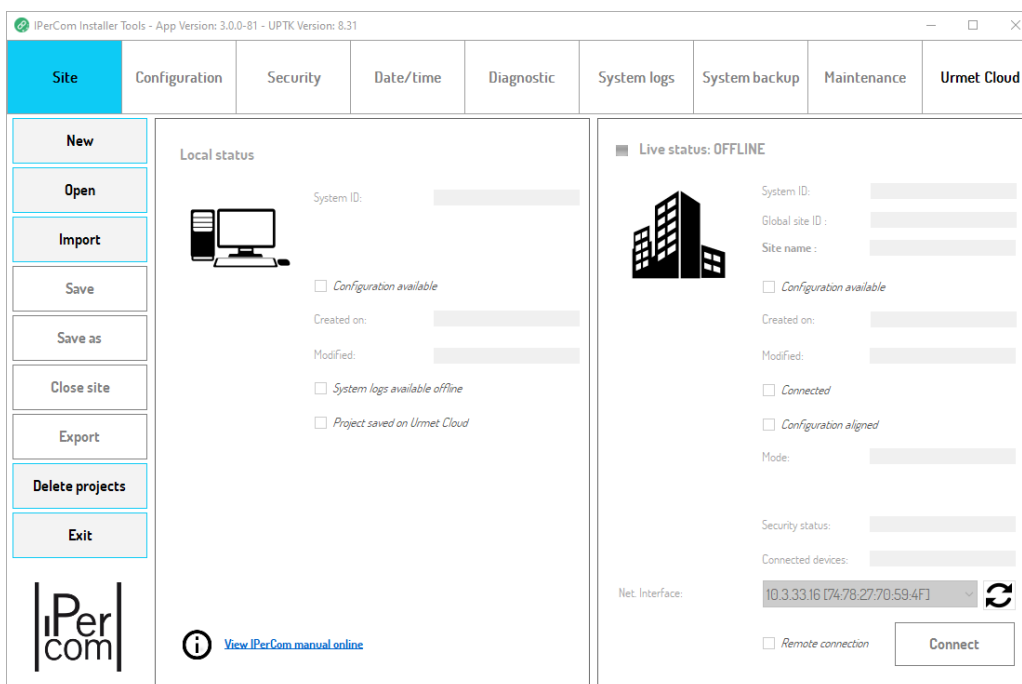 IPerCom Installer Tools - App Version: 3.0.0-81 - UPTK Version: 8.31
Site
Configuration
Security
Date/time
Diagnostic
System logs
System backup
Maintenance
Urmet Cloud
New
Open
Import
Save
Save as
Close site
Export
Delete projects
Exit
IPer
com
Local status
System ID:
Configuration available
Created on:
Modified:
System logs available offline
Project saved on Urmet Cloud
View IPerCom manual online
Live status: OFFLINE
System ID:
Global site ID :
Site name :
Configuration available
Created on:
Modified:
Connected
Configuration aligned
Mode:
Security status:
Connected devices:
Net. Interface:
10.3.33.16 [74:78:27:70:59:4F]
Remote connection
Connect